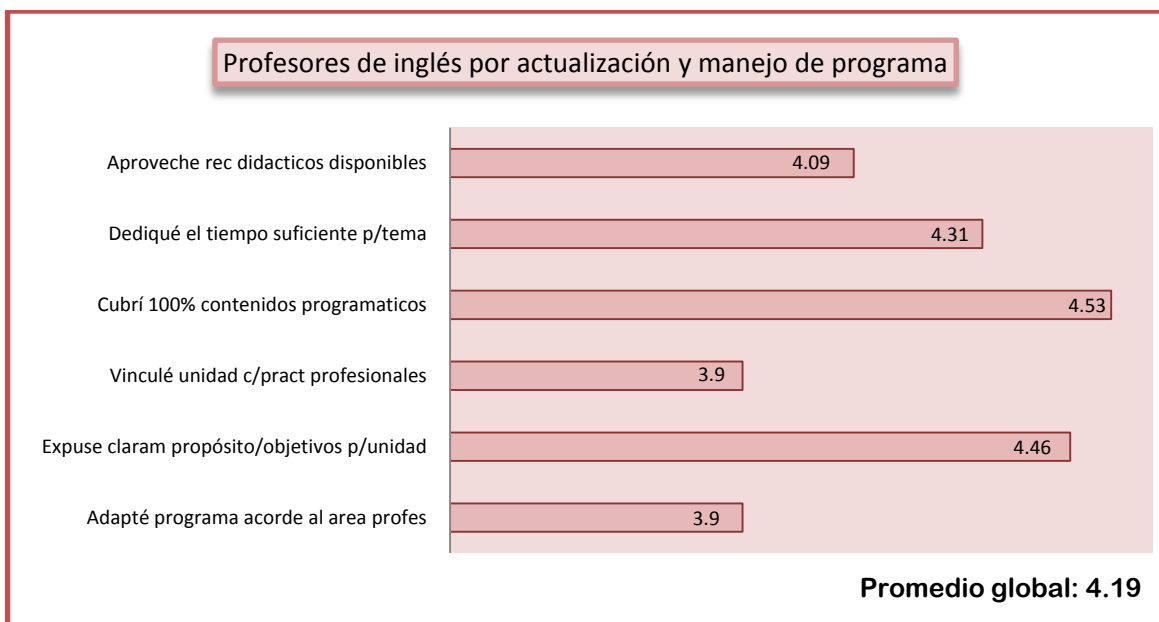 Profesores de inglés por actualización y manejo de programa
Aproveche rec didacticos disponibles 4.09
Dediqué el tiempo suficiente p/tema 4.31
Cubrí 100% contenidos programaticos 4.53
Vinculé unidad c/pract profesionales 3.9
Expuse claram propósito/objetivos p/unidad 4.46
Adapté programa acorde al area profes 3.9
Promedio global: 4.19